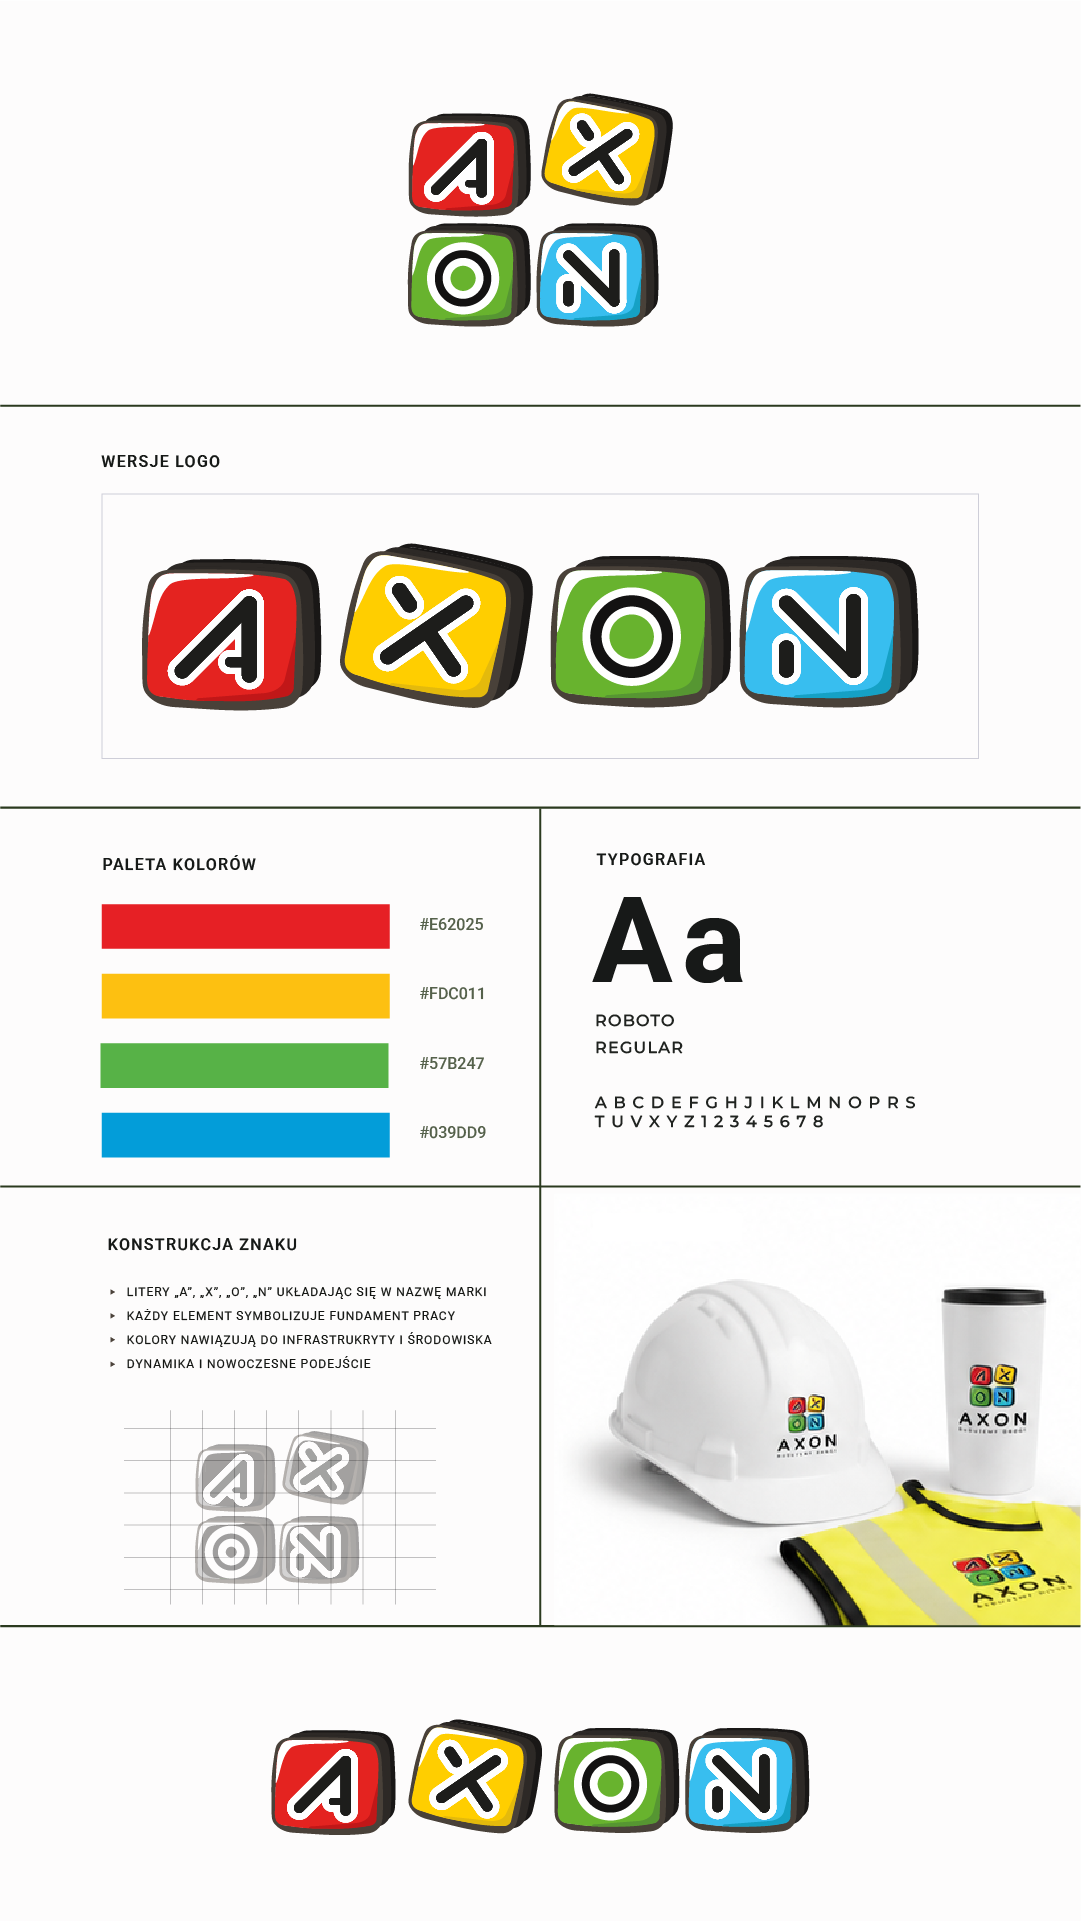 A X
O N
WERSJE LOGO
A X O N
PALETA KOLORÓW
#E62025
#FDC011
#57B247
#039DD9
TYPOGRAFIA
Aa
ROBOTO
REGULAR
A B C D E F G H J I K L M N O P R S
T U V X Y Z 1 2 3 4 5 6 7 8
KONSTRUKCJA ZNAKU
LITERY „A”, „X”, „O”, „N” UKŁADAJĄC SIĘ W NAZWĘ MARKI
KAŻDY ELEMENT SYMBOLIZUJE FUNDAMENT PRACY
KOLORY NAWIĄZUJĄ DO INFRASTRUKRYTY I ŚRODOWISKA
DYNAMIKA I NOWOCZESNE PODEJŚCIE
A X
O N
A X
O N
AXON
A X
O N
AXON
A X
O N
AXON
A X O N